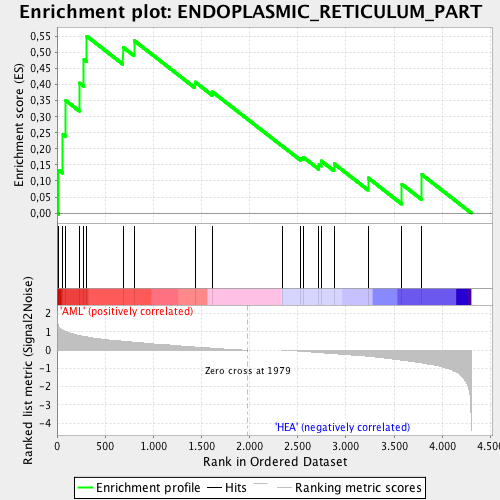 Enrichment plot: ENDOPLASMIC_RETICULUM_PART
Enrichment score (ES)
0,55
0,50
0,45
0,40
0,35
0,30
0,25
0,20
0,15
0,10
0,05
0,00
'AML' (positively correlated)
Ranked list metric (Signal2Noise)
2
1
0
-1
-2
-3
-4
Zero cross at 1979
'HEA' (negatively correlated)
0 500 1.000 1.500 2.000 2.500 3.000 3.500 4.000 4.500
Rank in Ordered Dataset
Enrichment profile Hits Ranking metric scores